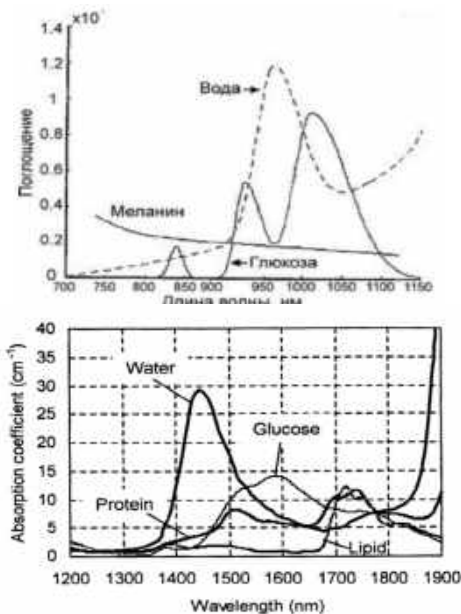 ×10
1.4
1.2
1.0
0.8
0.6
0.4
0.2
0
Поглощение
Вода
Меланин
Глюкоза
700 750 800 850 900 950 1000 1050 1100 1150
Длина волны, нм
40
35
30
25
20
15
10
5
0
Absorption coefficient (cm⁻¹)
Water
Glucose
Protein
Lipid
1200 1300 1400 1500 1600 1700 1800 1900
Wavelength (nm)